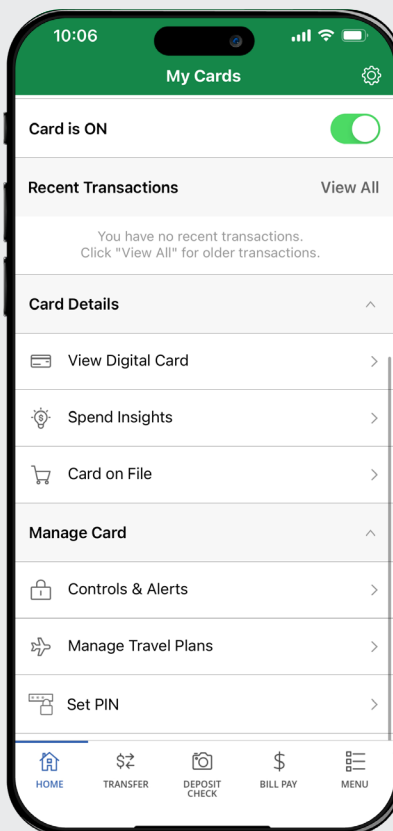 10:06
My Cards
Card is ON
Recent Transactions View All
You have no recent transactions.
Click "View All" for older transactions.
Card Details
View Digital Card
Spend Insights
Card on File
Manage Card
Controls & Alerts
Manage Travel Plans
Set PIN
HOME TRANSFER DEPOSIT CHECK BILL PAY MENU